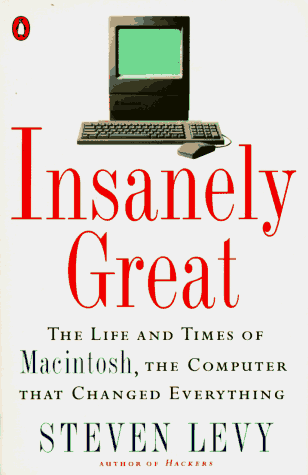 Insanely
Great
THE LIFE AND TIMES OF
Macintosh, THE COMPUTER
THAT CHANGED EVERYTHING
STEVEN LEVY
AUTHOR OF HACKERS